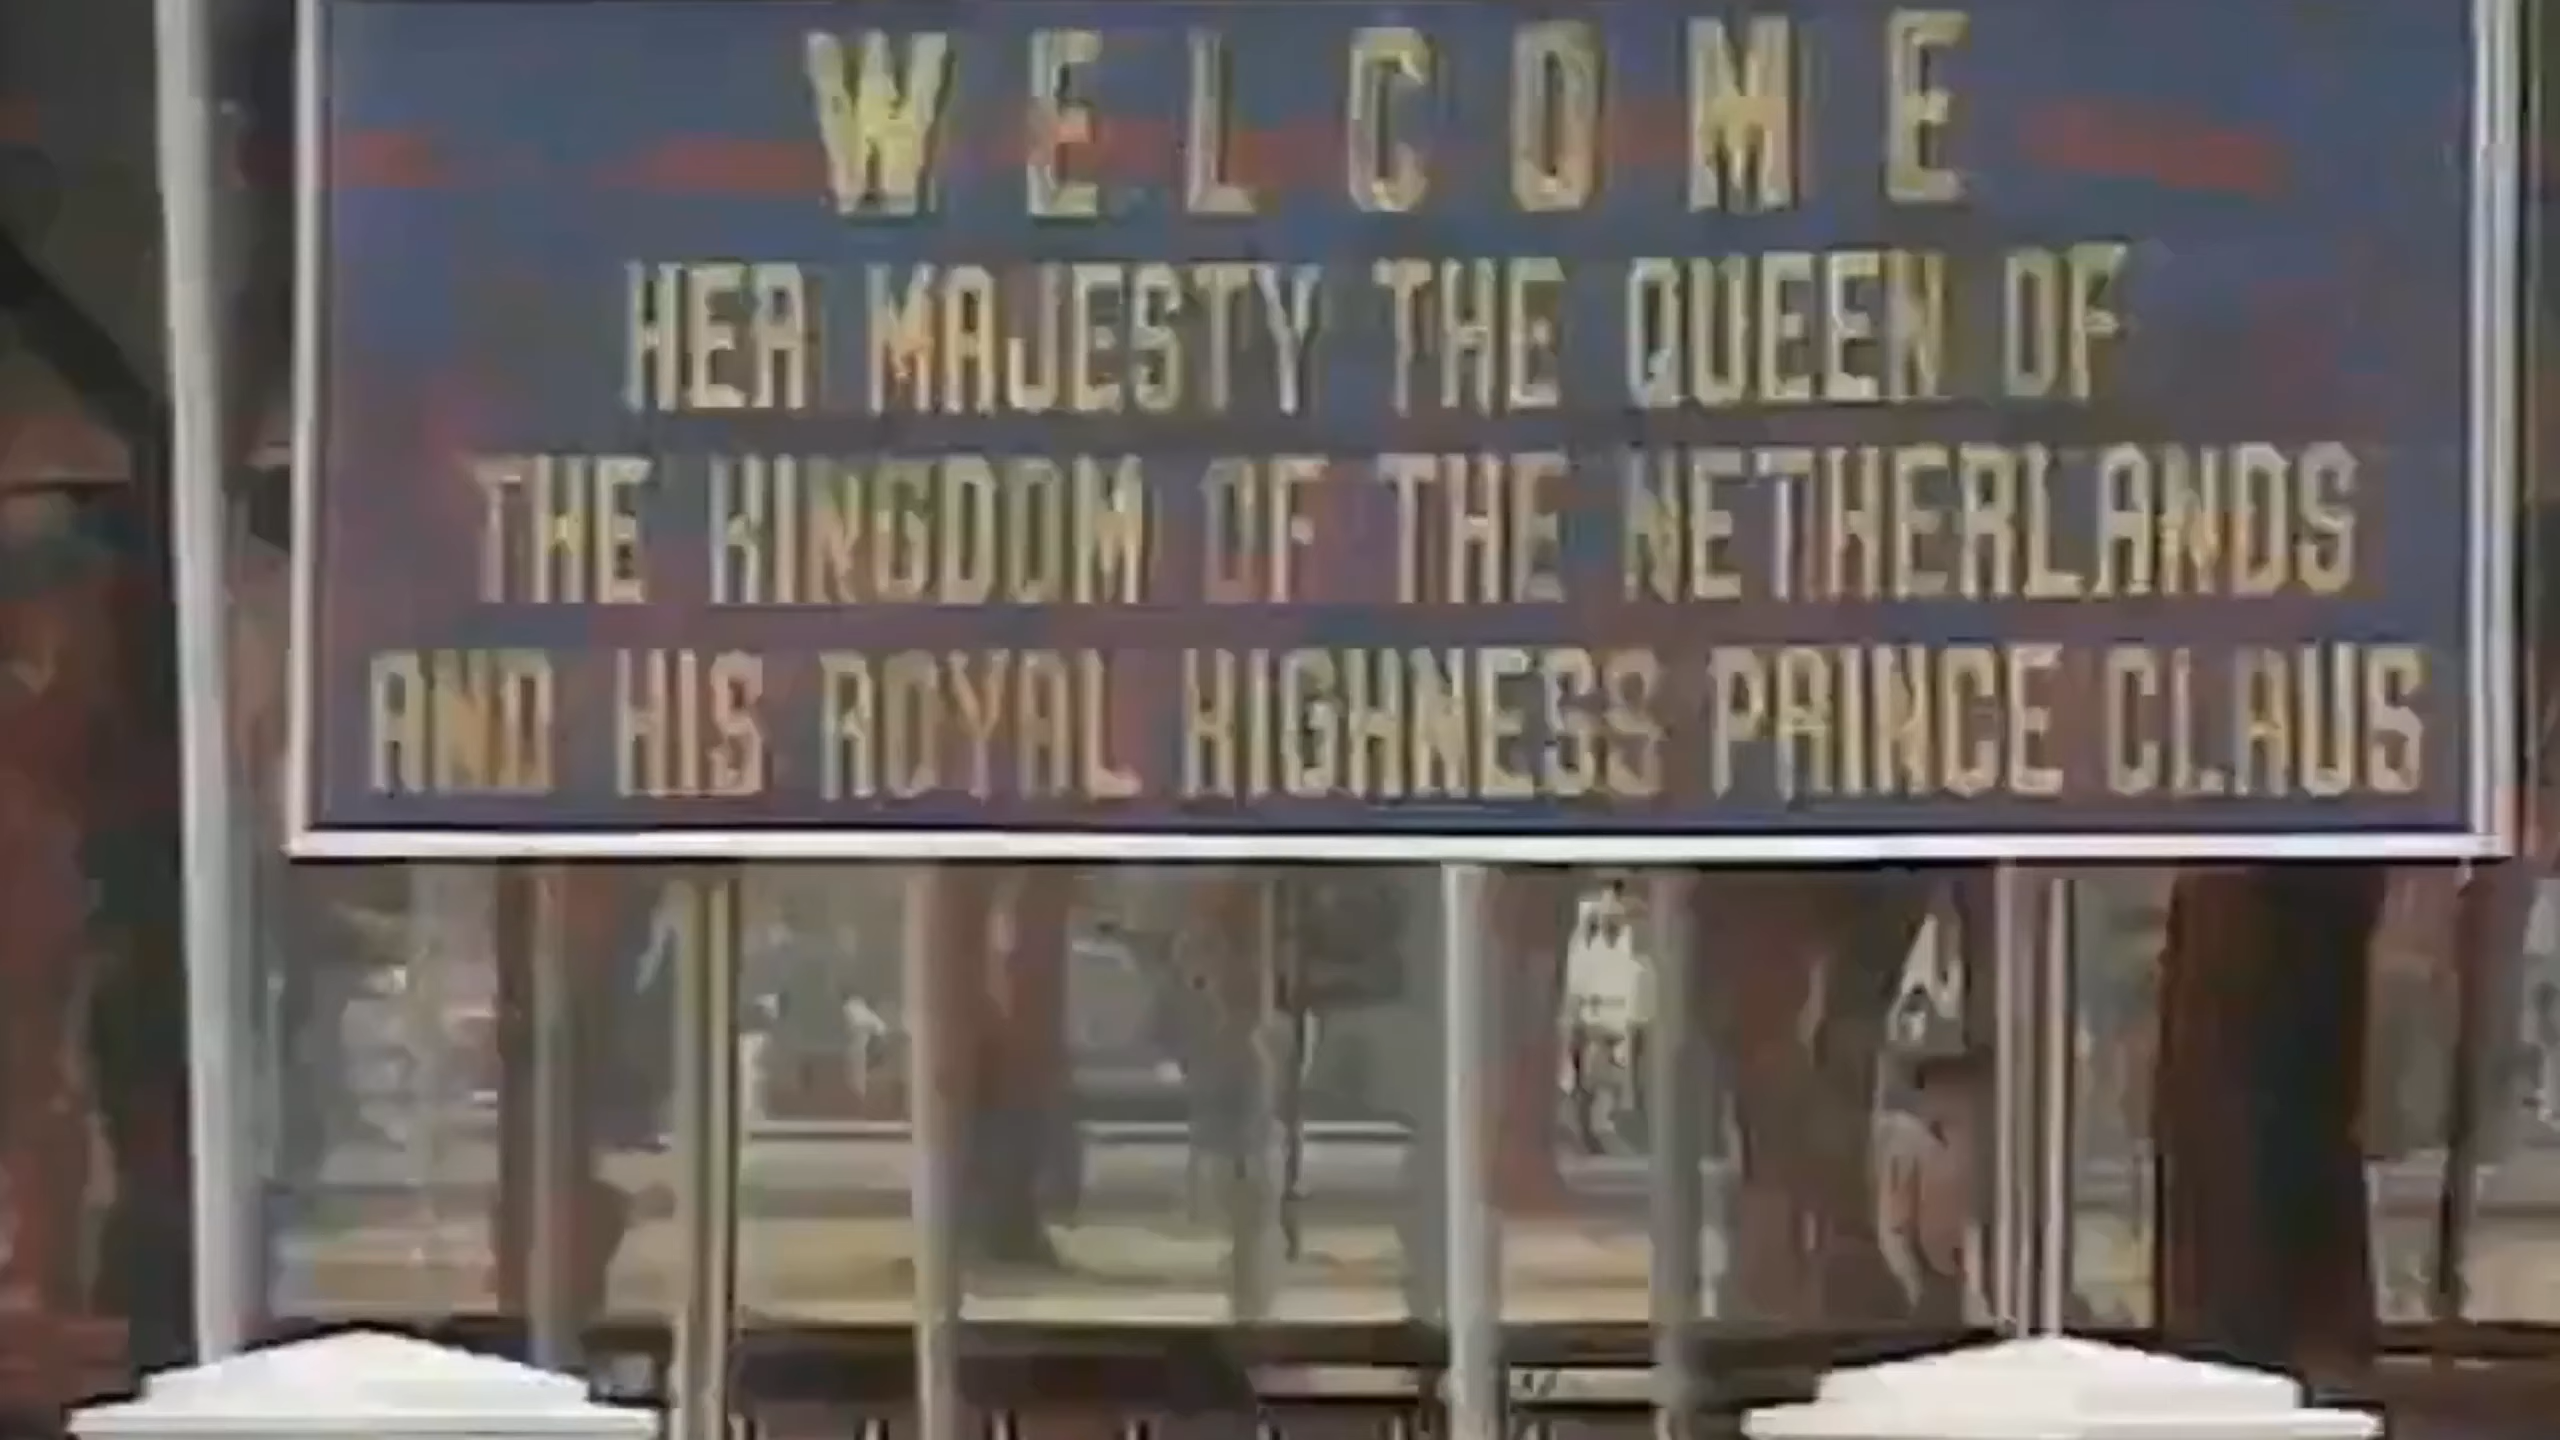 WELCOME
HER MAJESTY THE QUEEN OF
THE KINGDOM OF THE NETHERLANDS
AND HIS ROYAL HIGHNESS PRINCE CLAUS